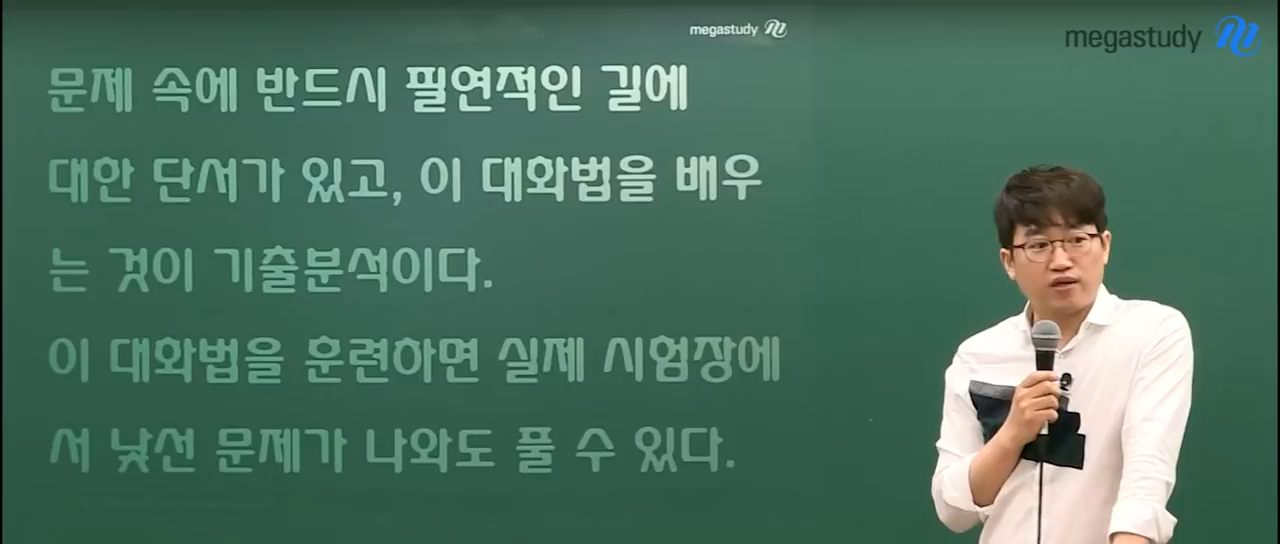 megastudy
megastudy
문제 속에 반드시 필연적인 길에
대한 단서가 있고, 이 대화법을 배우
는 것이 기출분석이다.
이 대화법을 훈련하면 실제 시험장에
서 낯선 문제가 나와도 풀 수 있다.